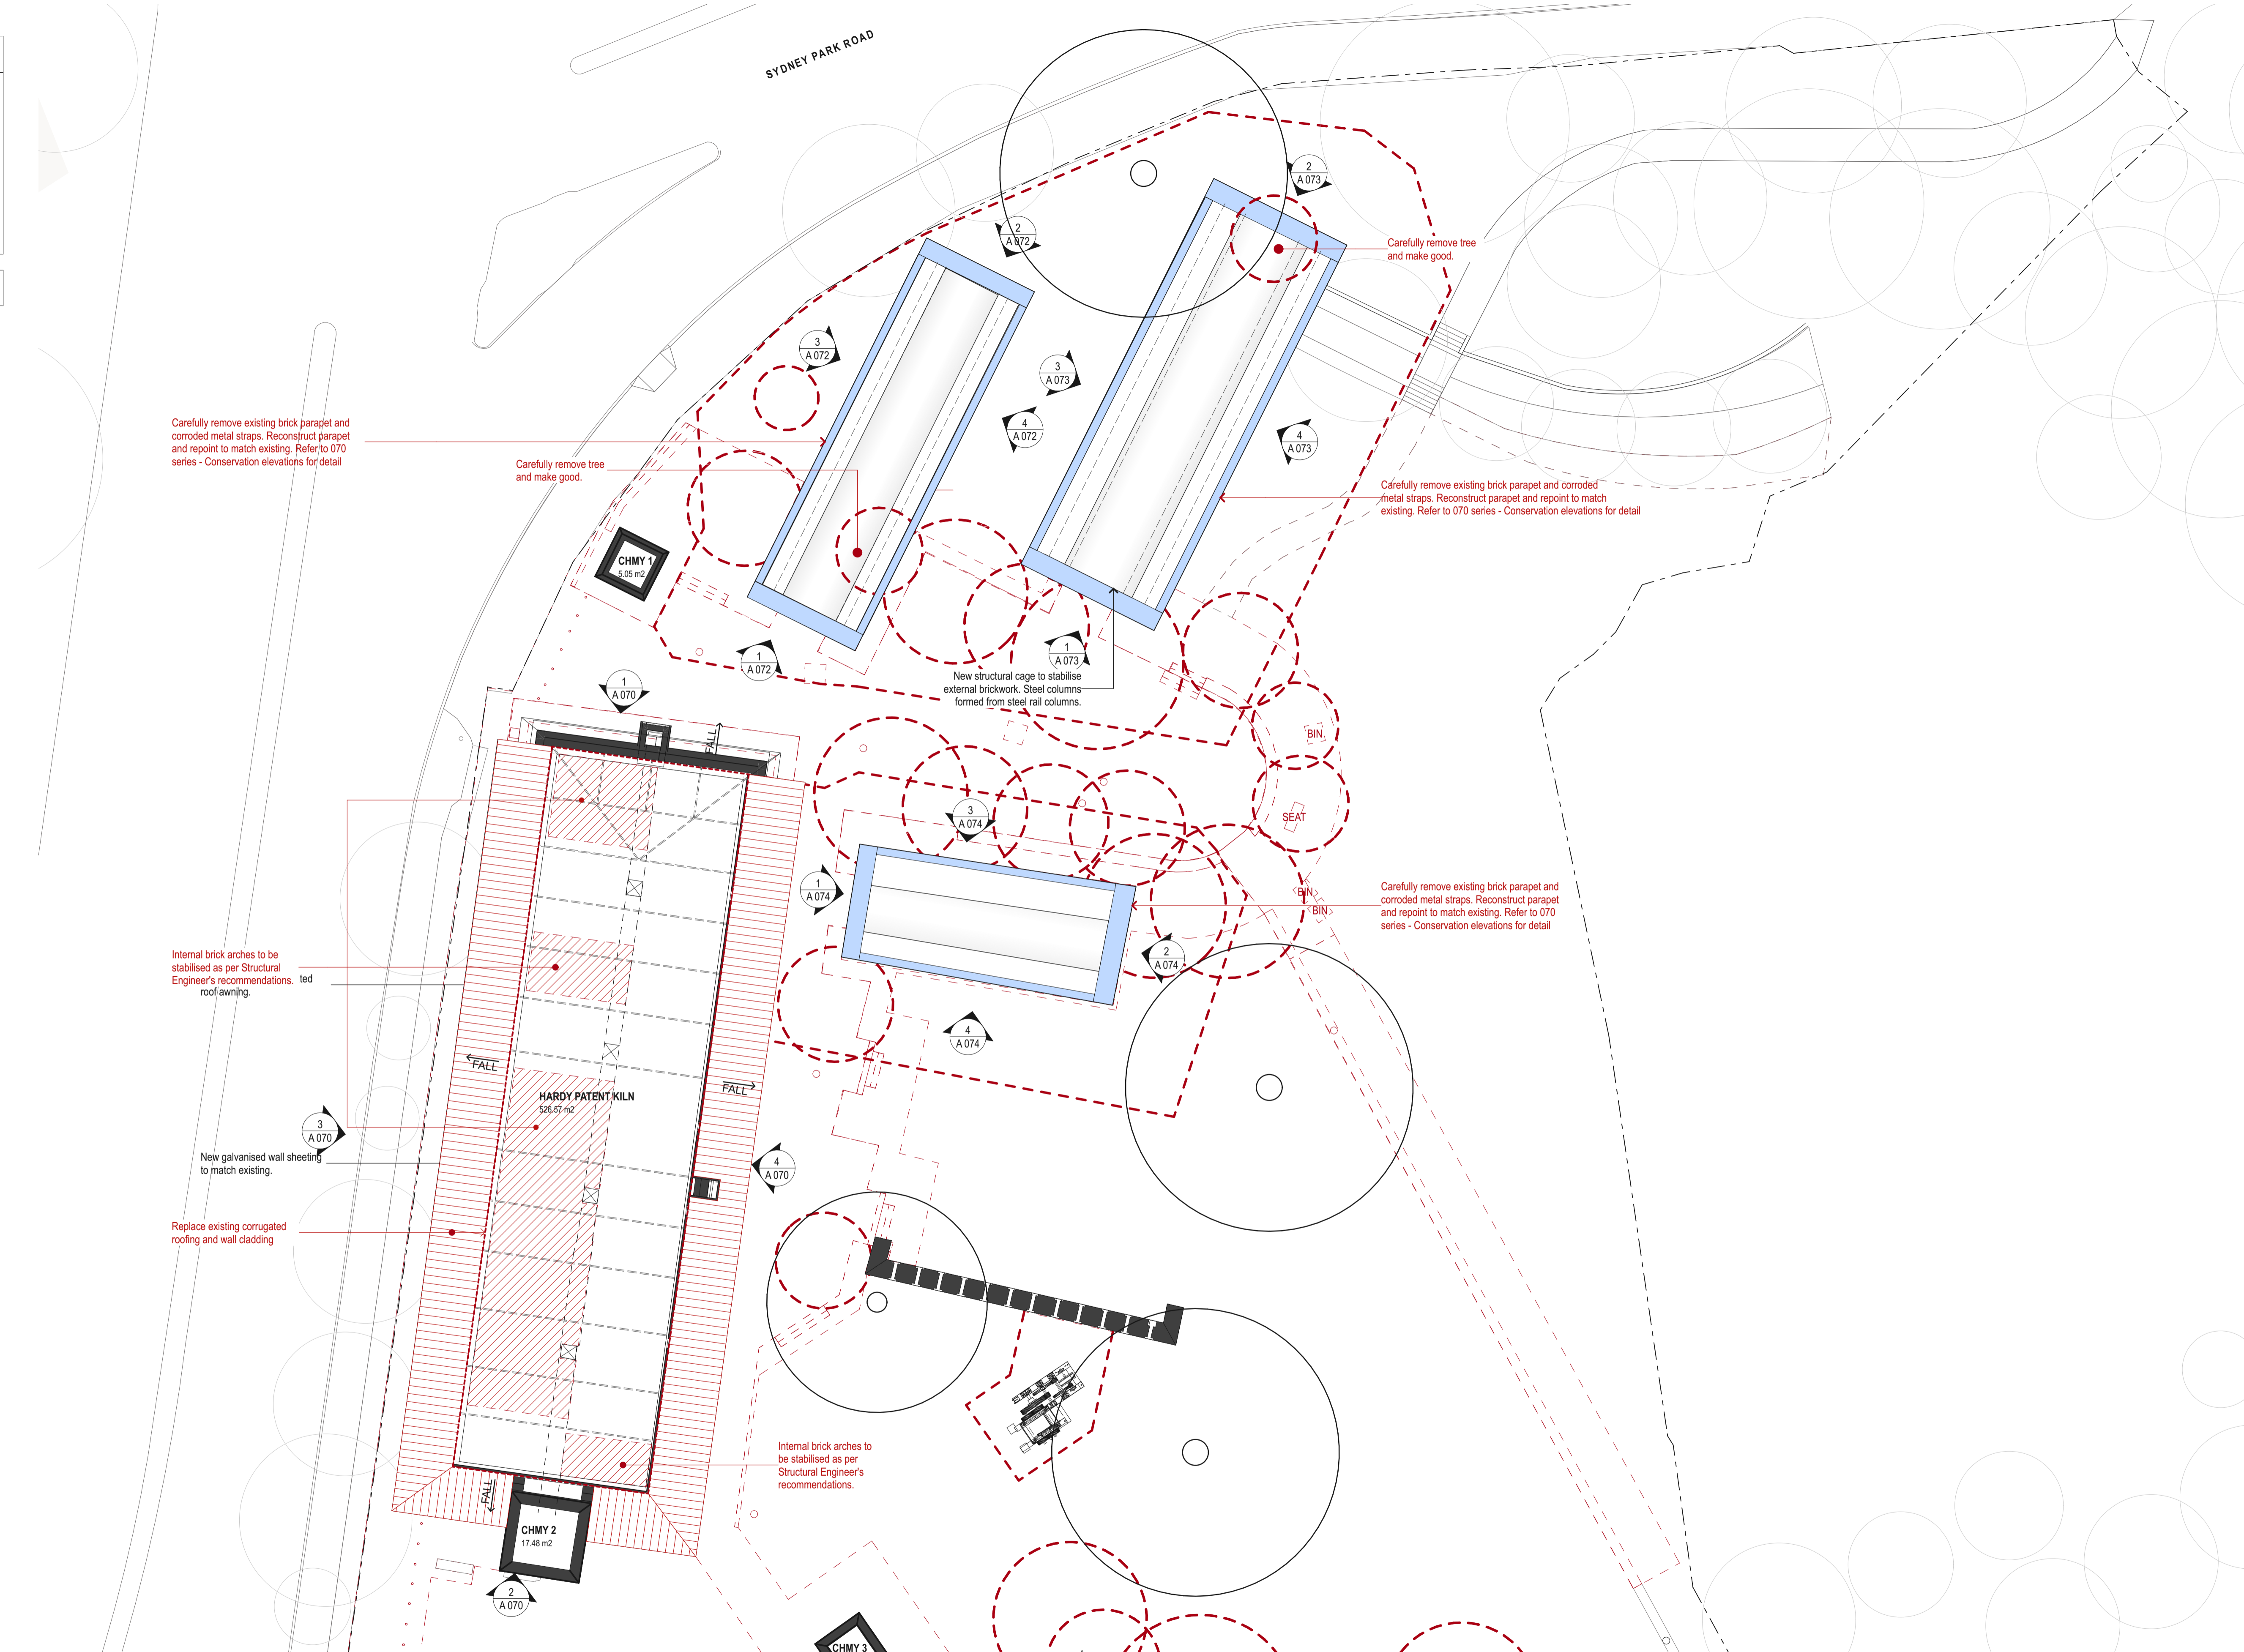 SYDNEY PARK ROAD
2
A 073
2
A 072
Carefully remove tree
and make good.
3
A 072
3
A 073
4
A 072
4
A 073
Carefully remove existing brick parapet and
corroded metal straps. Reconstruct parapet
and repoint to match existing. Refer to 070
series - Conservation elevations for detail
Carefully remove tree
and make good.
Carefully remove existing brick parapet and corroded
metal straps. Reconstruct parapet and repoint to match
existing. Refer to 070 series - Conservation elevations for detail
CHMY 1
5.05 m2
1
A 072
1
A 073
New structural cage to stabilise
external brickwork. Steel columns
formed from steel rail columns.
1
A 070
FALL
BIN
SEAT
3
A 074
1
A 074
BIN
BIN
Carefully remove existing brick parapet and
corroded metal straps. Reconstruct parapet
and repoint to match existing. Refer to 070
series - Conservation elevations for detail
2
A 074
Internal brick arches to be
stabilised as per Structural
Engineer's recommendations.
roof awning.
4
A 074
FALL
FALL
HARDY PATENT KILN
526.57 m2
3
A 070
New galvanised wall sheeting
to match existing.
4
A 070
Replace existing corrugated
roofing and wall cladding
Internal brick arches to
be stabilised as per
Structural Engineer's
recommendations.
FALL
CHMY 2
17.48 m2
2
A 070
CHMY 3